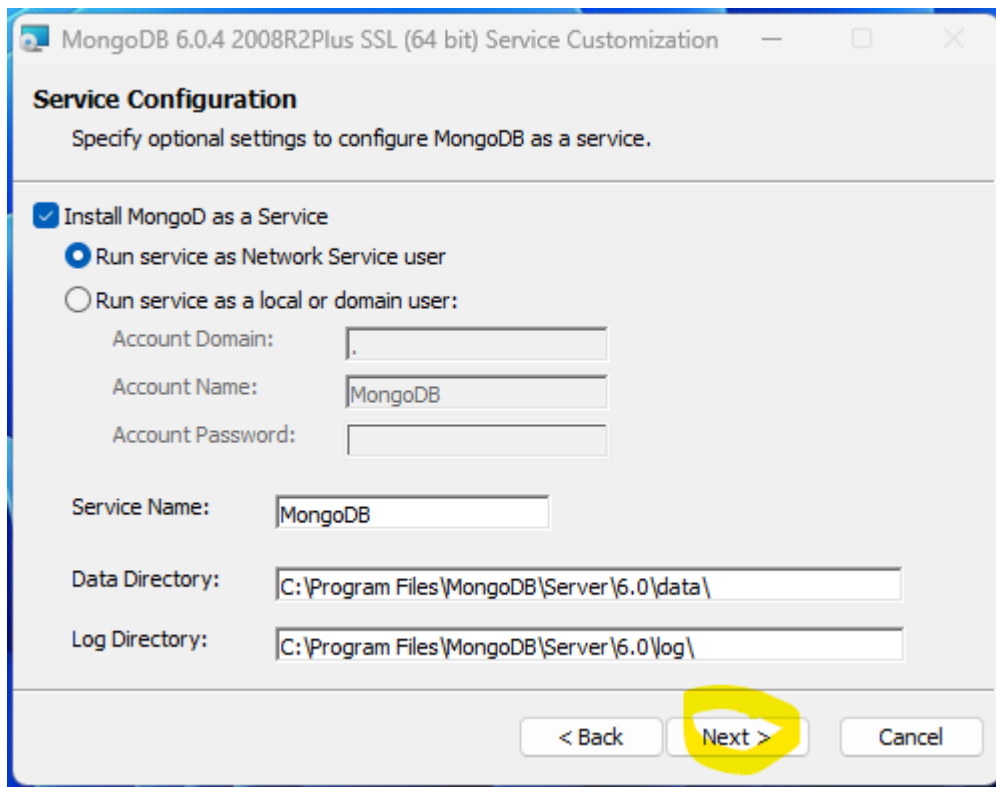 MongoDB 6.0.4 2008R2Plus SSL (64 bit) Service Customization
Service Configuration
Specify optional settings to configure MongoDB as a service.
Install MongoD as a Service
Run service as Network Service user
Run service as a local or domain user:
Account Domain: .
Account Name: MongoDB
Account Password:
Service Name: MongoDB
Data Directory: C:\Program Files\MongoDB\Server\6.0\data\
Log Directory: C:\Program Files\MongoDB\Server\6.0\log\
< Back Next > Cancel